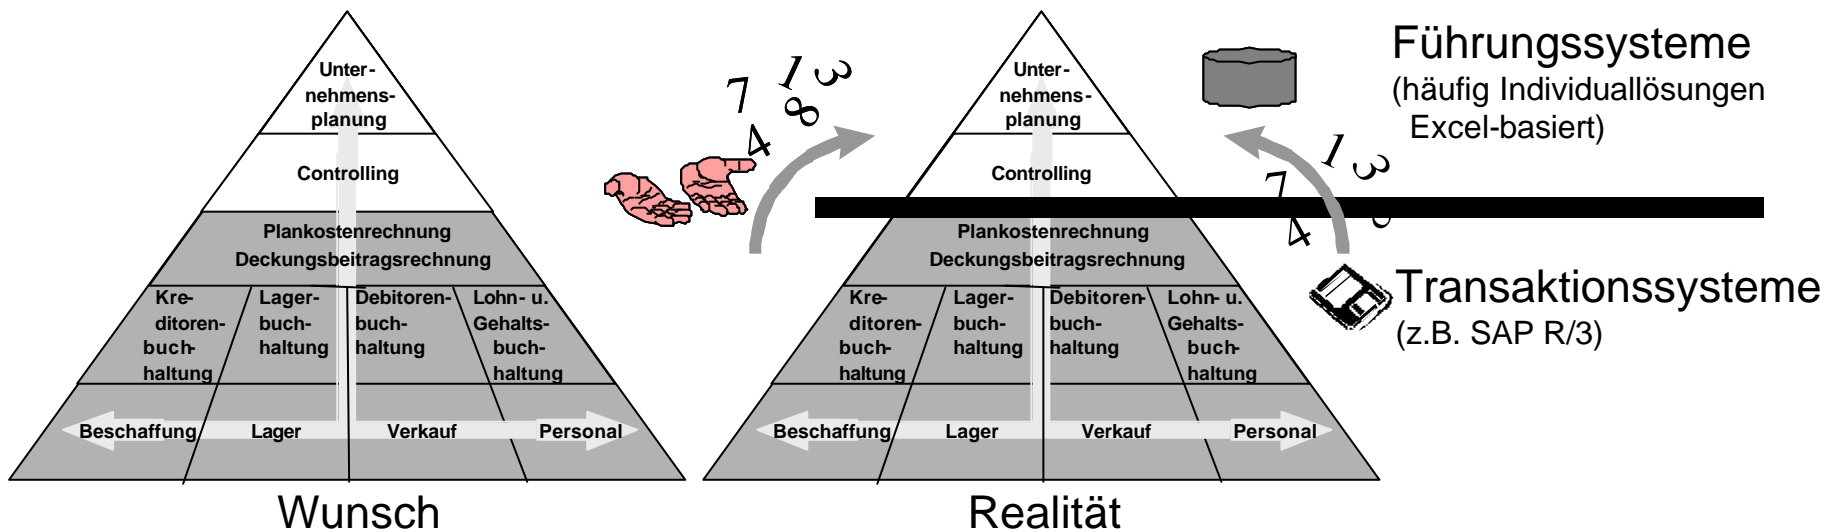 Unter-
nehmens-
planung
Controlling
Plankostenrechnung
Deckungsbeitragsrechnung
Kre-
ditoren-
buch-
haltung
Lager-
buch-
haltung
Debitoren-
buch-
haltung
Lohn- u.
Gehalts-
buch-
haltung
Beschaffung
Lager
Verkauf
Personal
Wunsch
7 1 3
4 8
Unter-
nehmens-
planung
Controlling
Plankostenrechnung
Deckungsbeitragsrechnung
Kre-
ditoren-
buch-
haltung
Lager-
buch-
haltung
Debitoren-
buch-
haltung
Lohn- u.
Gehalts-
buch-
haltung
Beschaffung
Lager
Verkauf
Personal
Realität
Führungssysteme
(häufig Individuallösungen
Excel-basiert)
1 3
7
4
Transaktionssysteme
(z.B. SAP R/3)